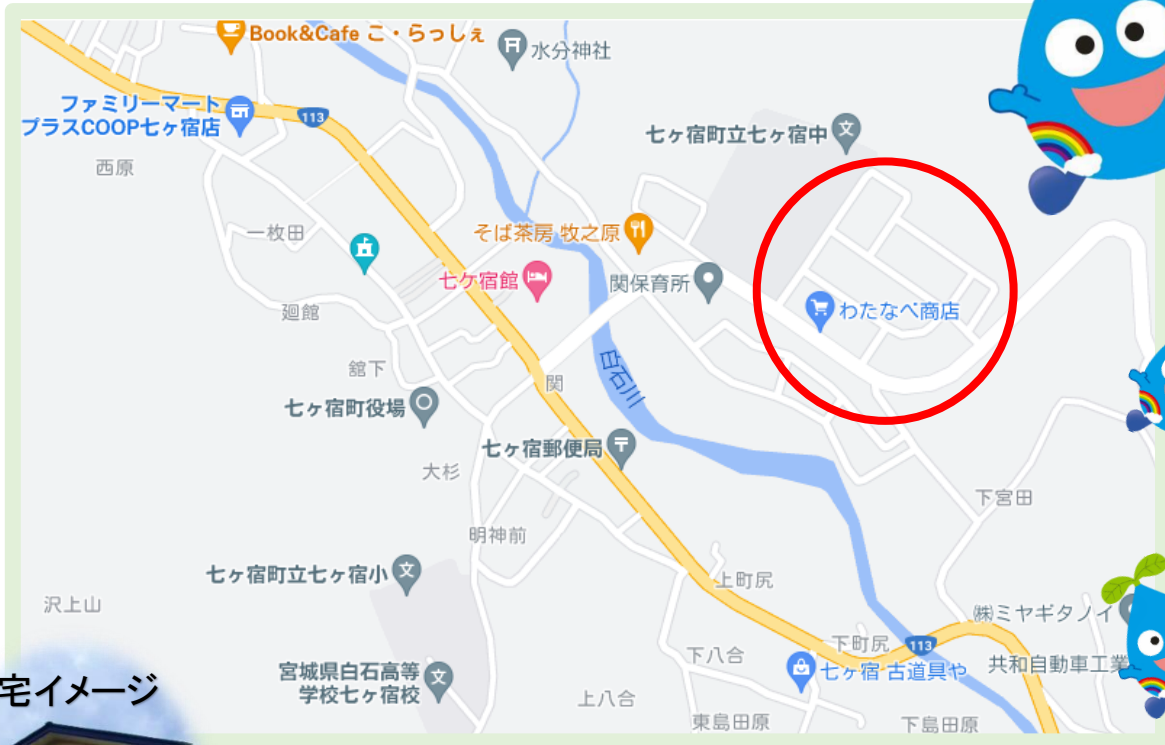 Book&Cafe こ・らっしぇ
水分神社
ファミリーマート
プラスCOOP七ヶ宿店
113
七ヶ宿町立七ヶ宿中
西原
一枚田
そば茶房 牧之原
七ケ宿館
関保育所
廻館
わたなべ商店
舘下
関
白石川
七ヶ宿町役場
七ヶ宿郵便局
大杉
下宮田
明神前
七ヶ宿町立七ヶ宿小
上町尻
沢上山
㈱ミヤギタノイ
下町尻
113
下八合
七ヶ宿 古道具や
共和自動車工業
宮城県白石高等
学校七ヶ宿校
宅イメージ
上八合
東島田原
下島田原